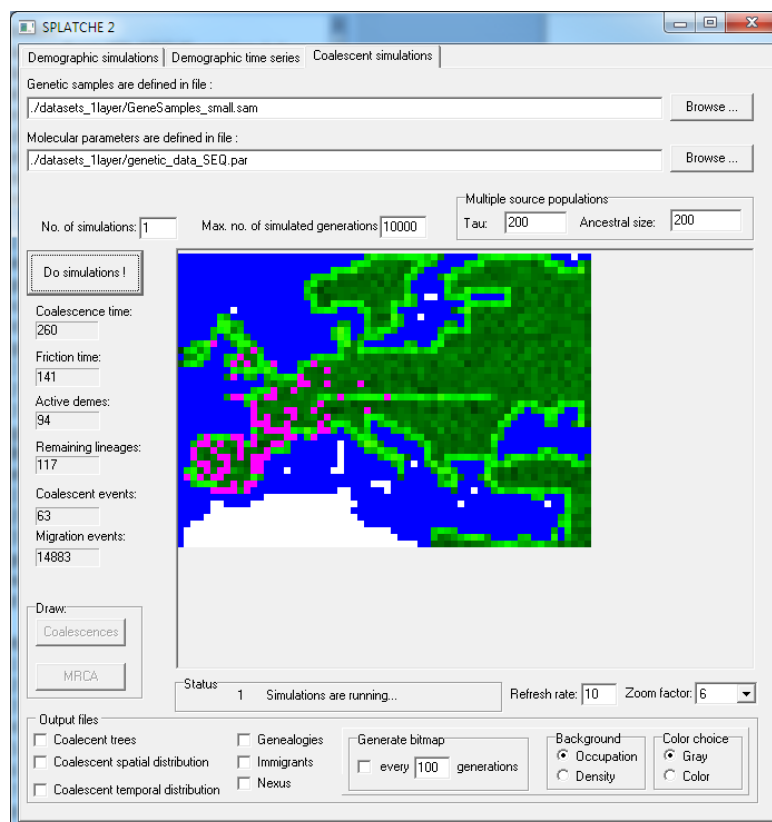 SPLATCHE 2
Demographic simulations
Demographic time series
Coalescent simulations
Genetic samples are defined in file :
./datasets_1layer/GeneSamples_small.sam
Browse ...
Molecular parameters are defined in file :
./datasets_1layer/genetic_data_SEQ.par
Browse ...
Multiple source populations
No. of simulations: 1
Max. no. of simulated generations 10000
Tau: 200
Ancestral size: 200
Do simulations !
Coalescence time:
260
Friction time:
141
Active demes:
94
Remaining lineages:
117
Coalescent events:
63
Migration events:
14883
Draw:
Coalescences
MRCA
Status
1 Simulations are running...
Refresh rate: 10
Zoom factor: 6
Output files
Coalecent trees
Coalescent spatial distribution
Coalescent temporal distribution
Genealogies
Immigrants
Nexus
Generate bitmap
every 100 generations
Background
Occupation
Density
Color choice
Gray
Color